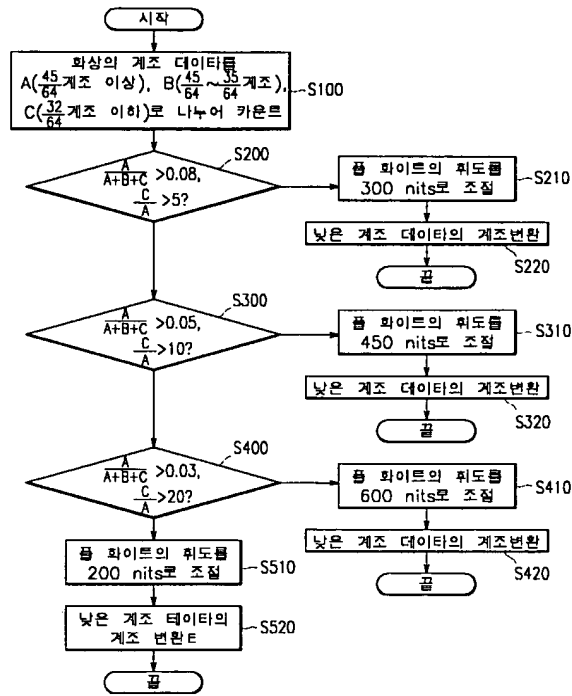 시작
화상의 계조 데이타를
A(45/64계조 이상), B(45/64~35/64계조),
C(32/64계조 이하)로 나누어 카운트
S100
A/A+B+C >0.08,
C/A >5?
S200
풀 화이트의 휘도를
300 nits로 조절
S210
낮은 계조 데이타의 계조변환
S220
끝
A/A+B+C >0.05,
C/A >10?
S300
풀 화이트의 휘도를
450 nits로 조절
S310
낮은 계조 데이타의 계조변환
S320
끝
A/A+B+C >0.03,
C/A >20?
S400
풀 화이트의 휘도를
600 nits로 조절
S410
낮은 계조 데이타의 계조변환
S420
끝
풀 화이트의 휘도를
200 nits로 조절
S510
낮은 계조 테이타의
계조 변환E
S520
끝